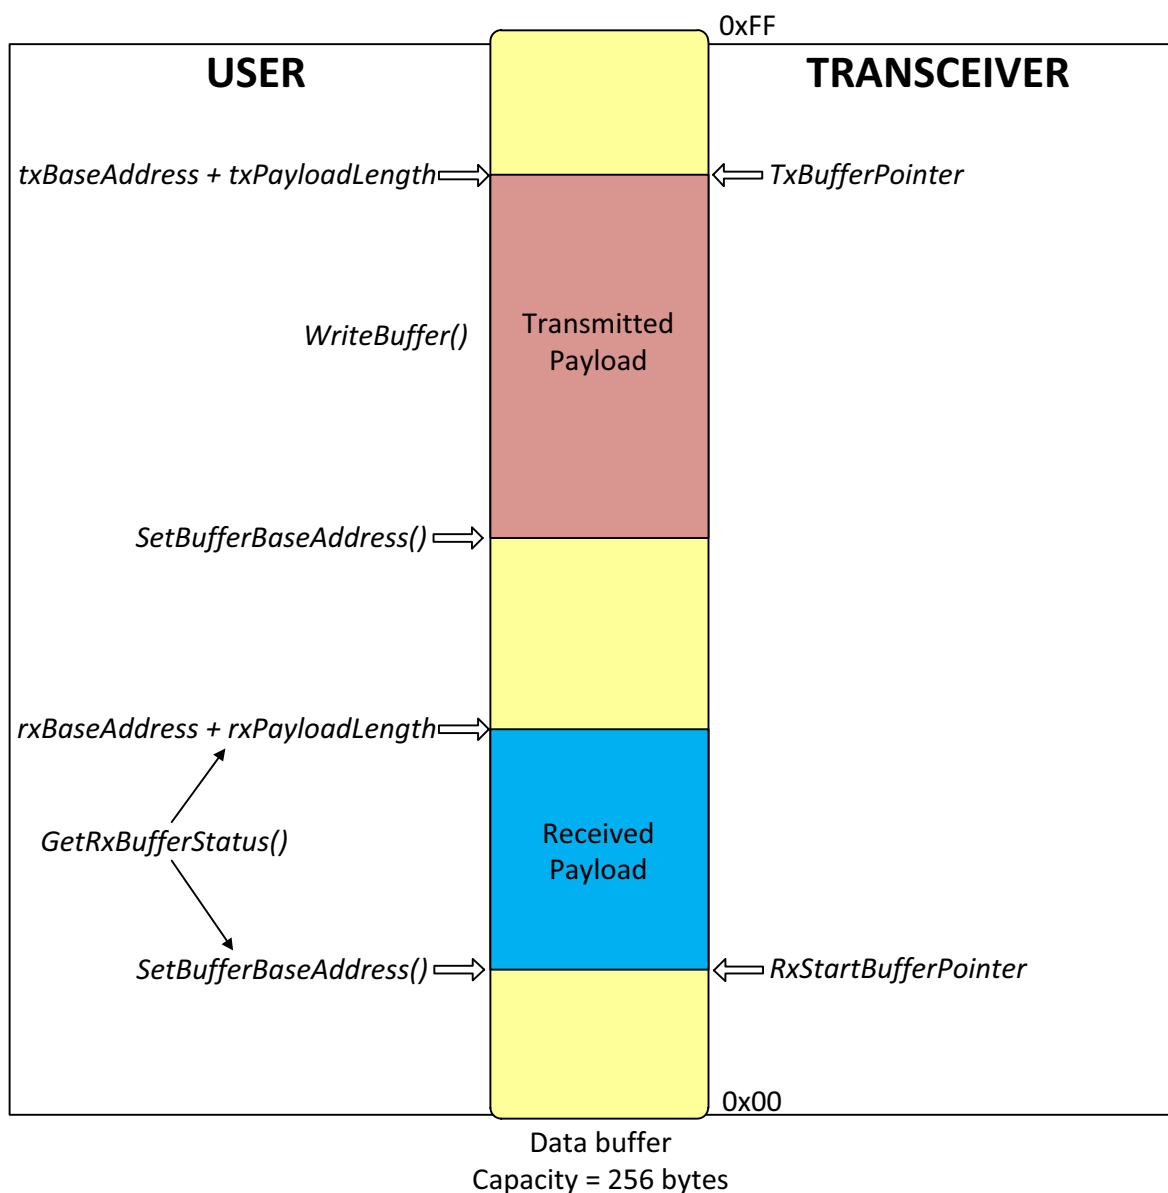 0xFF
USER
TRANSCEIVER
txBaseAddress + txPayloadLength
TxBufferPointer
WriteBuffer()
Transmitted
Payload
SetBufferBaseAddress()
rxBaseAddress + rxPayloadLength
GetRxBufferStatus()
Received
Payload
SetBufferBaseAddress()
RxStartBufferPointer
0x00
Data buffer
Capacity = 256 bytes